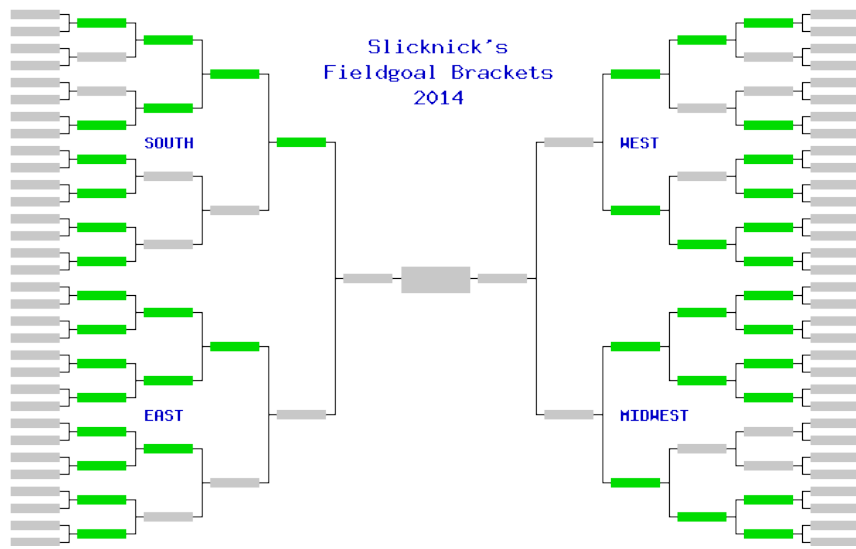 Slicknick's
Fieldgoal Brackets
2014
SOUTH
WEST
EAST
MIDWEST